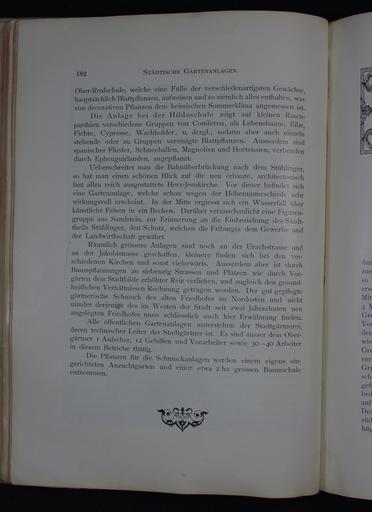 182 STÄDTISCHE GARTENANLAGEN.
Ober-Realschule, welche eine Fülle der verschiedenartigsten Gewächse,
hauptsächlich Blattpflanzen, aufweisen und so ziemlich alles enthalten, was
von decorativen Pflanzen dem heimischen Sommerklima angemessen ist.
Die Anlage bei der Hildaschule zeigt auf kleinen Rasen-
parthien verschiedene Gruppen von Coniferen, als Lebensbaum, Eibe,
Fichte, Cypresse, Wachholder, u. dergl., sodann aber auch einzeln
stehende oder zu Gruppen vereinigte Blattpflanzen. Ausserdem sind
spanischer Flieder, Schneeballen, Magnolien und Hortensien, verbunden
durch Epheuguirlanden, angepflanzt.
Ueberschreitet man die Bahnüberbrückung nach dem Stühlinger,
so hat man einen schönen Blick auf die neu erbaute, architectonisch
fast allzu reich ausgestattete Herz-Jesukirche. Vor dieser befindet sich
eine Gartenanlage, welche schon wegen der Höhenunterschiede sehr
wirkungsvoll erscheint. In der Mitte ergiesst sich ein Wasserfall über
künstliche Felsen in ein Becken. Darüber veranschaulicht eine Figuren-
gruppe aus Sandstein, zur Erinnerung an die Einbeziehung des Stadt-
theils Stühlinger, den Schutz, welchen die Friburgia dem Gewerbe und
der Landwirthschaft gewährt.
Räumlich grössere Anlagen sind noch an der Urachstrasse und
an der Jakobistrasse geschaffen, kleinere finden sich bei den ver-
schiedenen Kirchen und sonst vielerwärts. Ausserdem aber ist durch
Baumpflanzungen an siebenzig Strassen und Plätzen wie durch Vor-
gärten dem Stadtbilde erhöhter Reiz verliehen, und zugleich den gesund-
heitlichen Verhältnissen Rechnung getragen worden. Der gut gepflegte
gärtnerische Schmuck des alten Friedhofes im Nordosten und nicht
minder derjenige des im Westen der Stadt seit zwei Jahrzehnten neu
angelegten Friedhofes muss schliesslich auch hier Erwähnung finden.
Alle öffentlichen Gartenanlagen unterstehen der Stadtgärtnerei,
deren technischer Leiter der Stadtgärtner ist. Es sind ausser dem Ober-
gärtner 1 Aufseher, 12 Gehilfen und Vorarbeiter sowie 30—40 Arbeiter
in diesem Betriebe thätig.
Die Pflanzen für die Schmuckanlagen werden einem eigens ein-
gerichteten Anzuchtgarten und einer etwa 2 ha grossen Baumschule
entnommen.